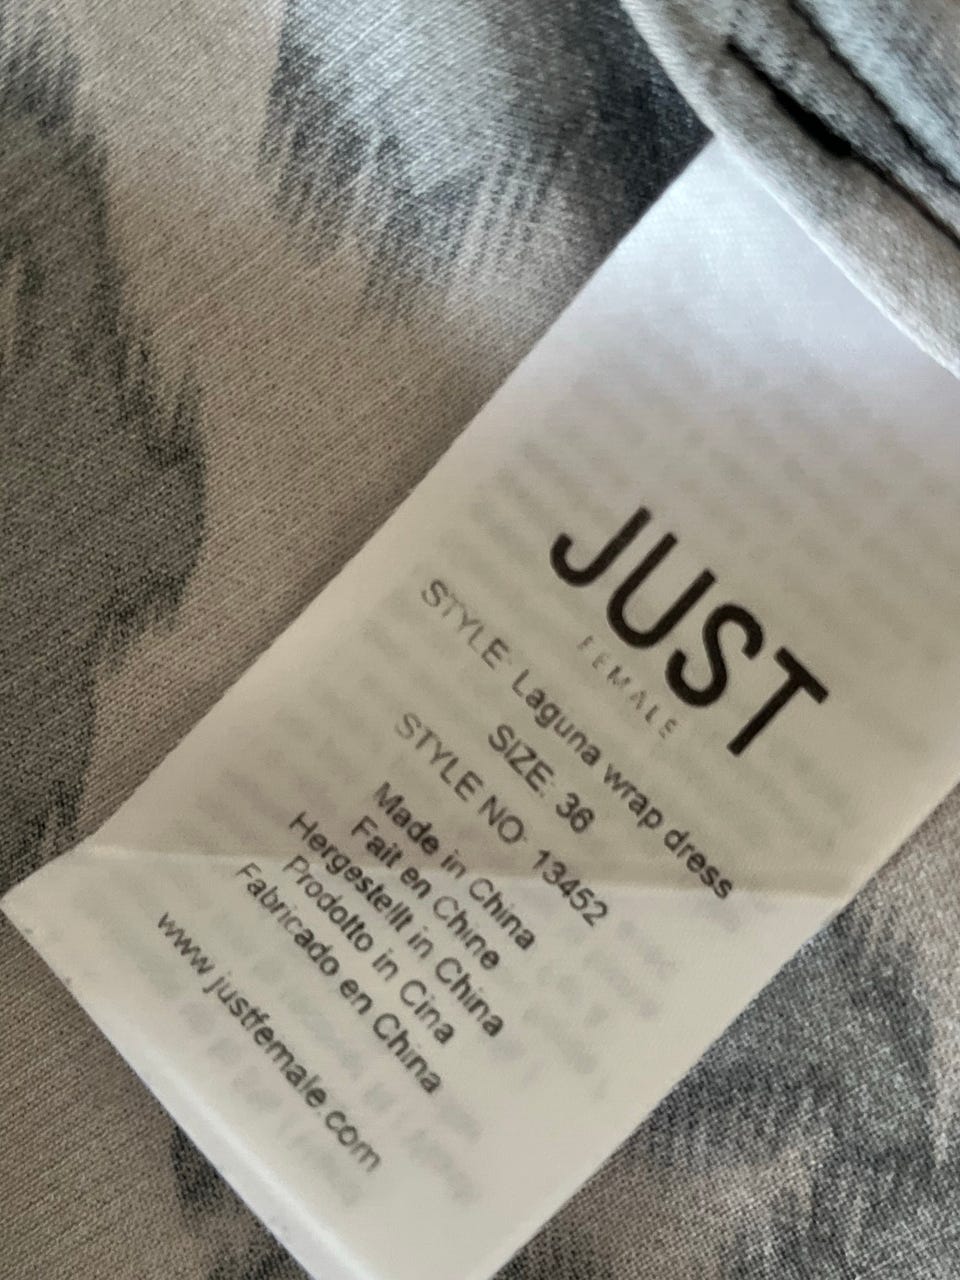 JUST
FEMALE
STYLE: Laguna wrap dress
SIZE: 36
STYLE NO: 13452
Made in China
Fait en Chine
Hergestellt in China
Prodotto in Cina
Fabricado en China
www.justfemale.com